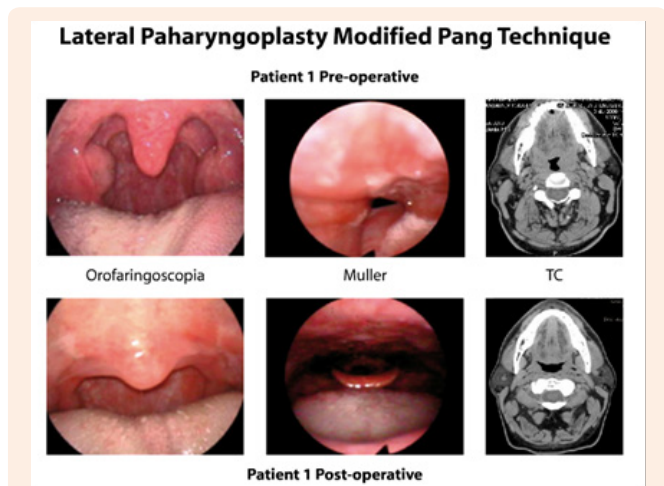 Lateral Paharyngoplasty Modified Pang Technique
Patient 1 Pre-operative
Orofaringoscopia
Muller
TC
Patient 1 Post-operative